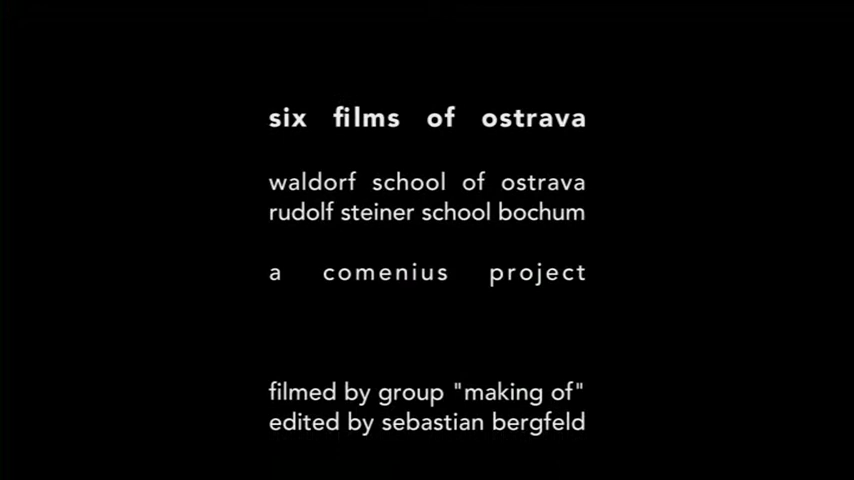 six films of ostrava
waldorf school of ostrava
rudolf steiner school bochum
a comenius project
filmed by group "making of"
edited by sebastian bergfeld